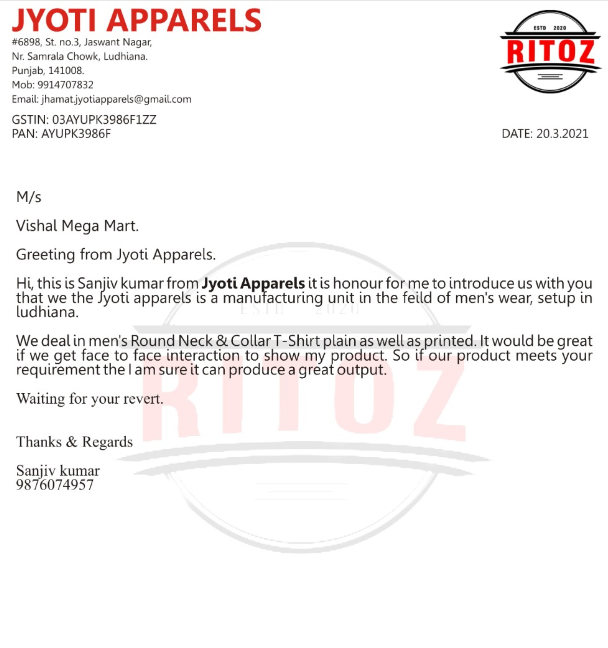 JYOTI APPARELS
#6898, St. no.3, Jaswant Nagar,
Nr. Samrala Chowk, Ludhiana.
Punjab, 141008.
Mob: 9914707832
Email: jhamat.jyotiapparels@gmail.com
GSTIN: 03AYUPK3986F1ZZ
PAN: AYUPK3986F
ESTD 2020
RITOZ
DATE: 20.3.2021
M/s
Vishal Mega Mart.
Greeting from Jyoti Apparels.
Hi, this is Sanjiv kumar from Jyoti Apparels it is honour for me to introduce us with you
that we the Jyoti apparels is a manufacturing unit in the feild of men's wear, setup in
ludhiana.
ESTD 2020
We deal in men's Round Neck & Collar T-Shirt plain as well as printed. It would be great
if we get face to face interaction to show my product. So if our product meets your
requirement the I am sure it can produce a great output.
RITOZ
Waiting for your revert.
Thanks & Regards
Sanjiv kumar
9876074957